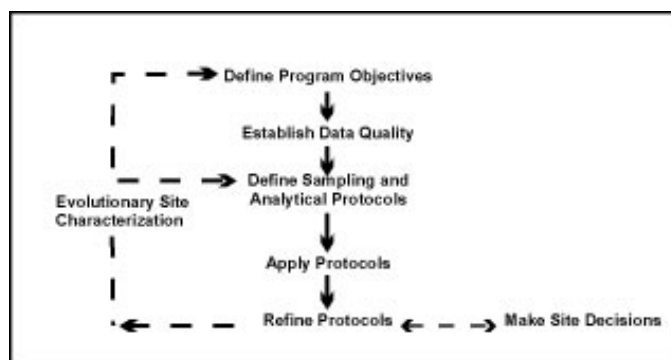 Define Program Objectives
Establish Data Quality
Define Sampling and
Analytical Protocols
Evolutionary Site
Characterization
Apply Protocols
Refine Protocols
Make Site Decisions